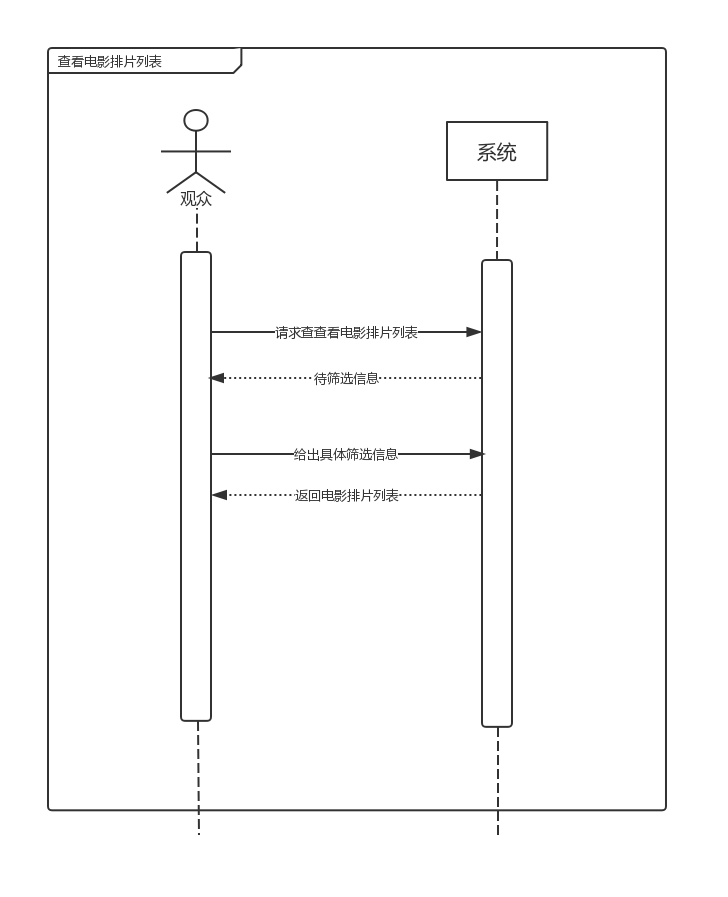 查看电影排片列表
系统
观众
请求查查看电影排片列表
待筛选信息
给出具体筛选信息
返回电影排片列表